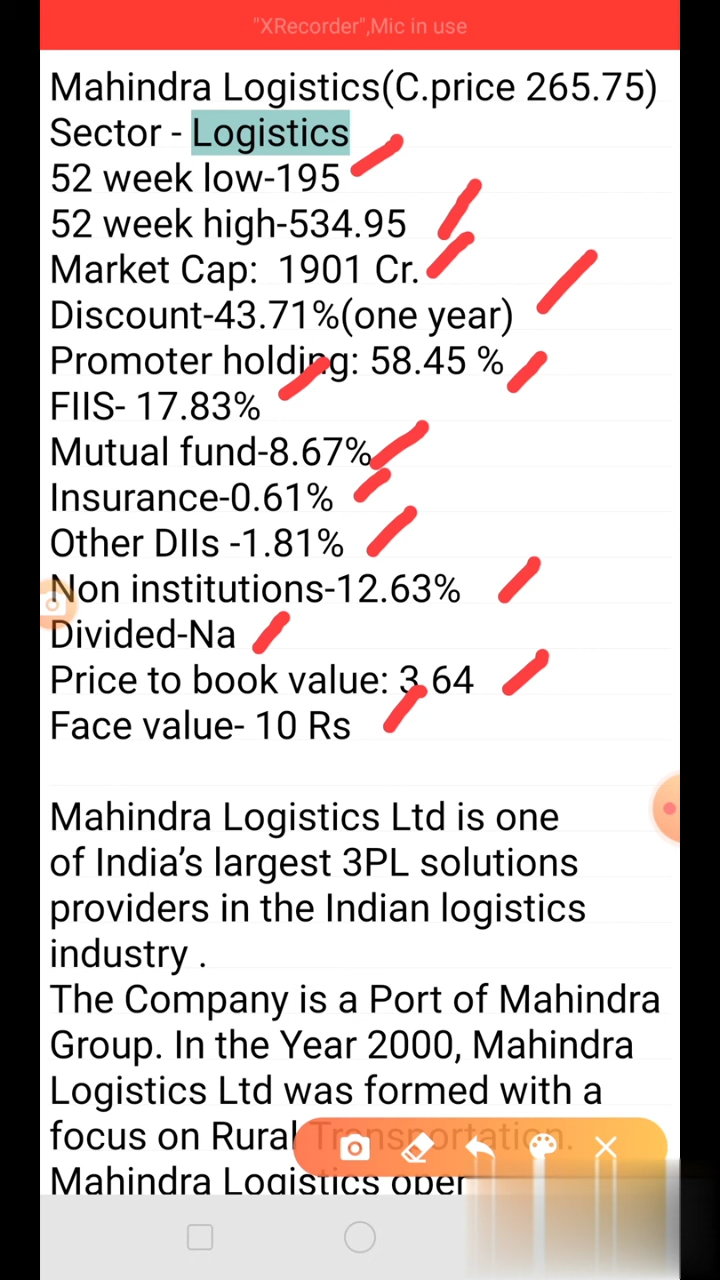 "XRecorder",Mic in use
Mahindra Logistics(C.price 265.75)
Sector - Logistics
52 week low-195
52 week high-534.95
Market Cap:  1901 Cr.
Discount-43.71%(one year)
Promoter holding: 58.45 %
FIIS- 17.83%
Mutual fund-8.67%
Insurance-0.61%
Other DIIs -1.81%
Non institutions-12.63%
Divided-Na
Price to book value: 3.64
Face value- 10 Rs
Mahindra Logistics Ltd is one
of India’s largest 3PL solutions
providers in the Indian logistics
industry .
The Company is a Port of Mahindra
Group. In the Year 2000, Mahindra
Logistics Ltd was formed with a
focus on Rural Transportation.
Mahindra Logistics oper